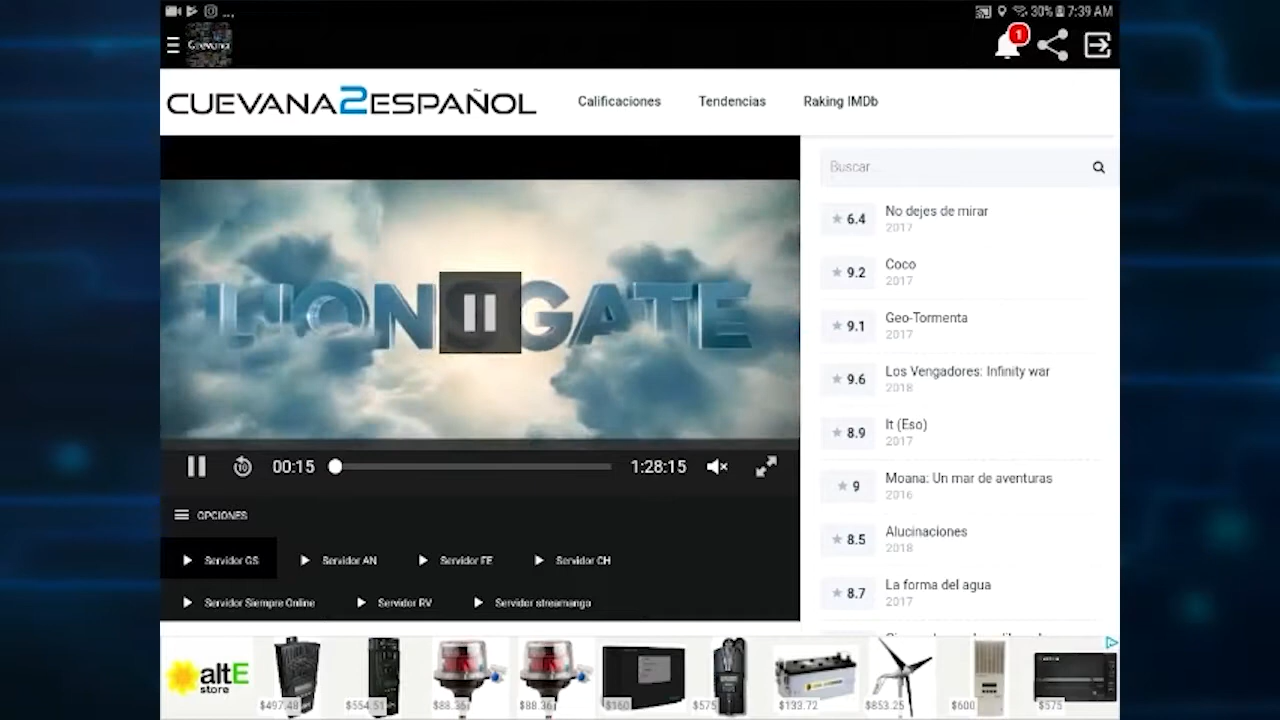 30% 7:39 AM
Cuevana
1
CUEVANA2ESPAÑOL
Calificaciones
Tendencias
Raking IMDb
Buscar
6.4 No dejes de mirar
2017
9.2 Coco
2017
9.1 Geo-Tormenta
2017
9.6 Los Vengadores: Infinity war
2018
8.9 It (Eso)
2017
9 Moana: Un mar de aventuras
2016
8.5 Alucinaciones
2018
8.7 La forma del agua
2017
LIONSGATE
10
00:15
1:28:15
OPCIONES
Servidor GS
Servidor AN
Servidor FE
Servidor CH
Servidor Siempre Online
Servidor RV
Servidor streamango
altE
store
$497.48
$554.51
$88.36
$88.36
$160
$575
$133.72
$853.25
$600
$575